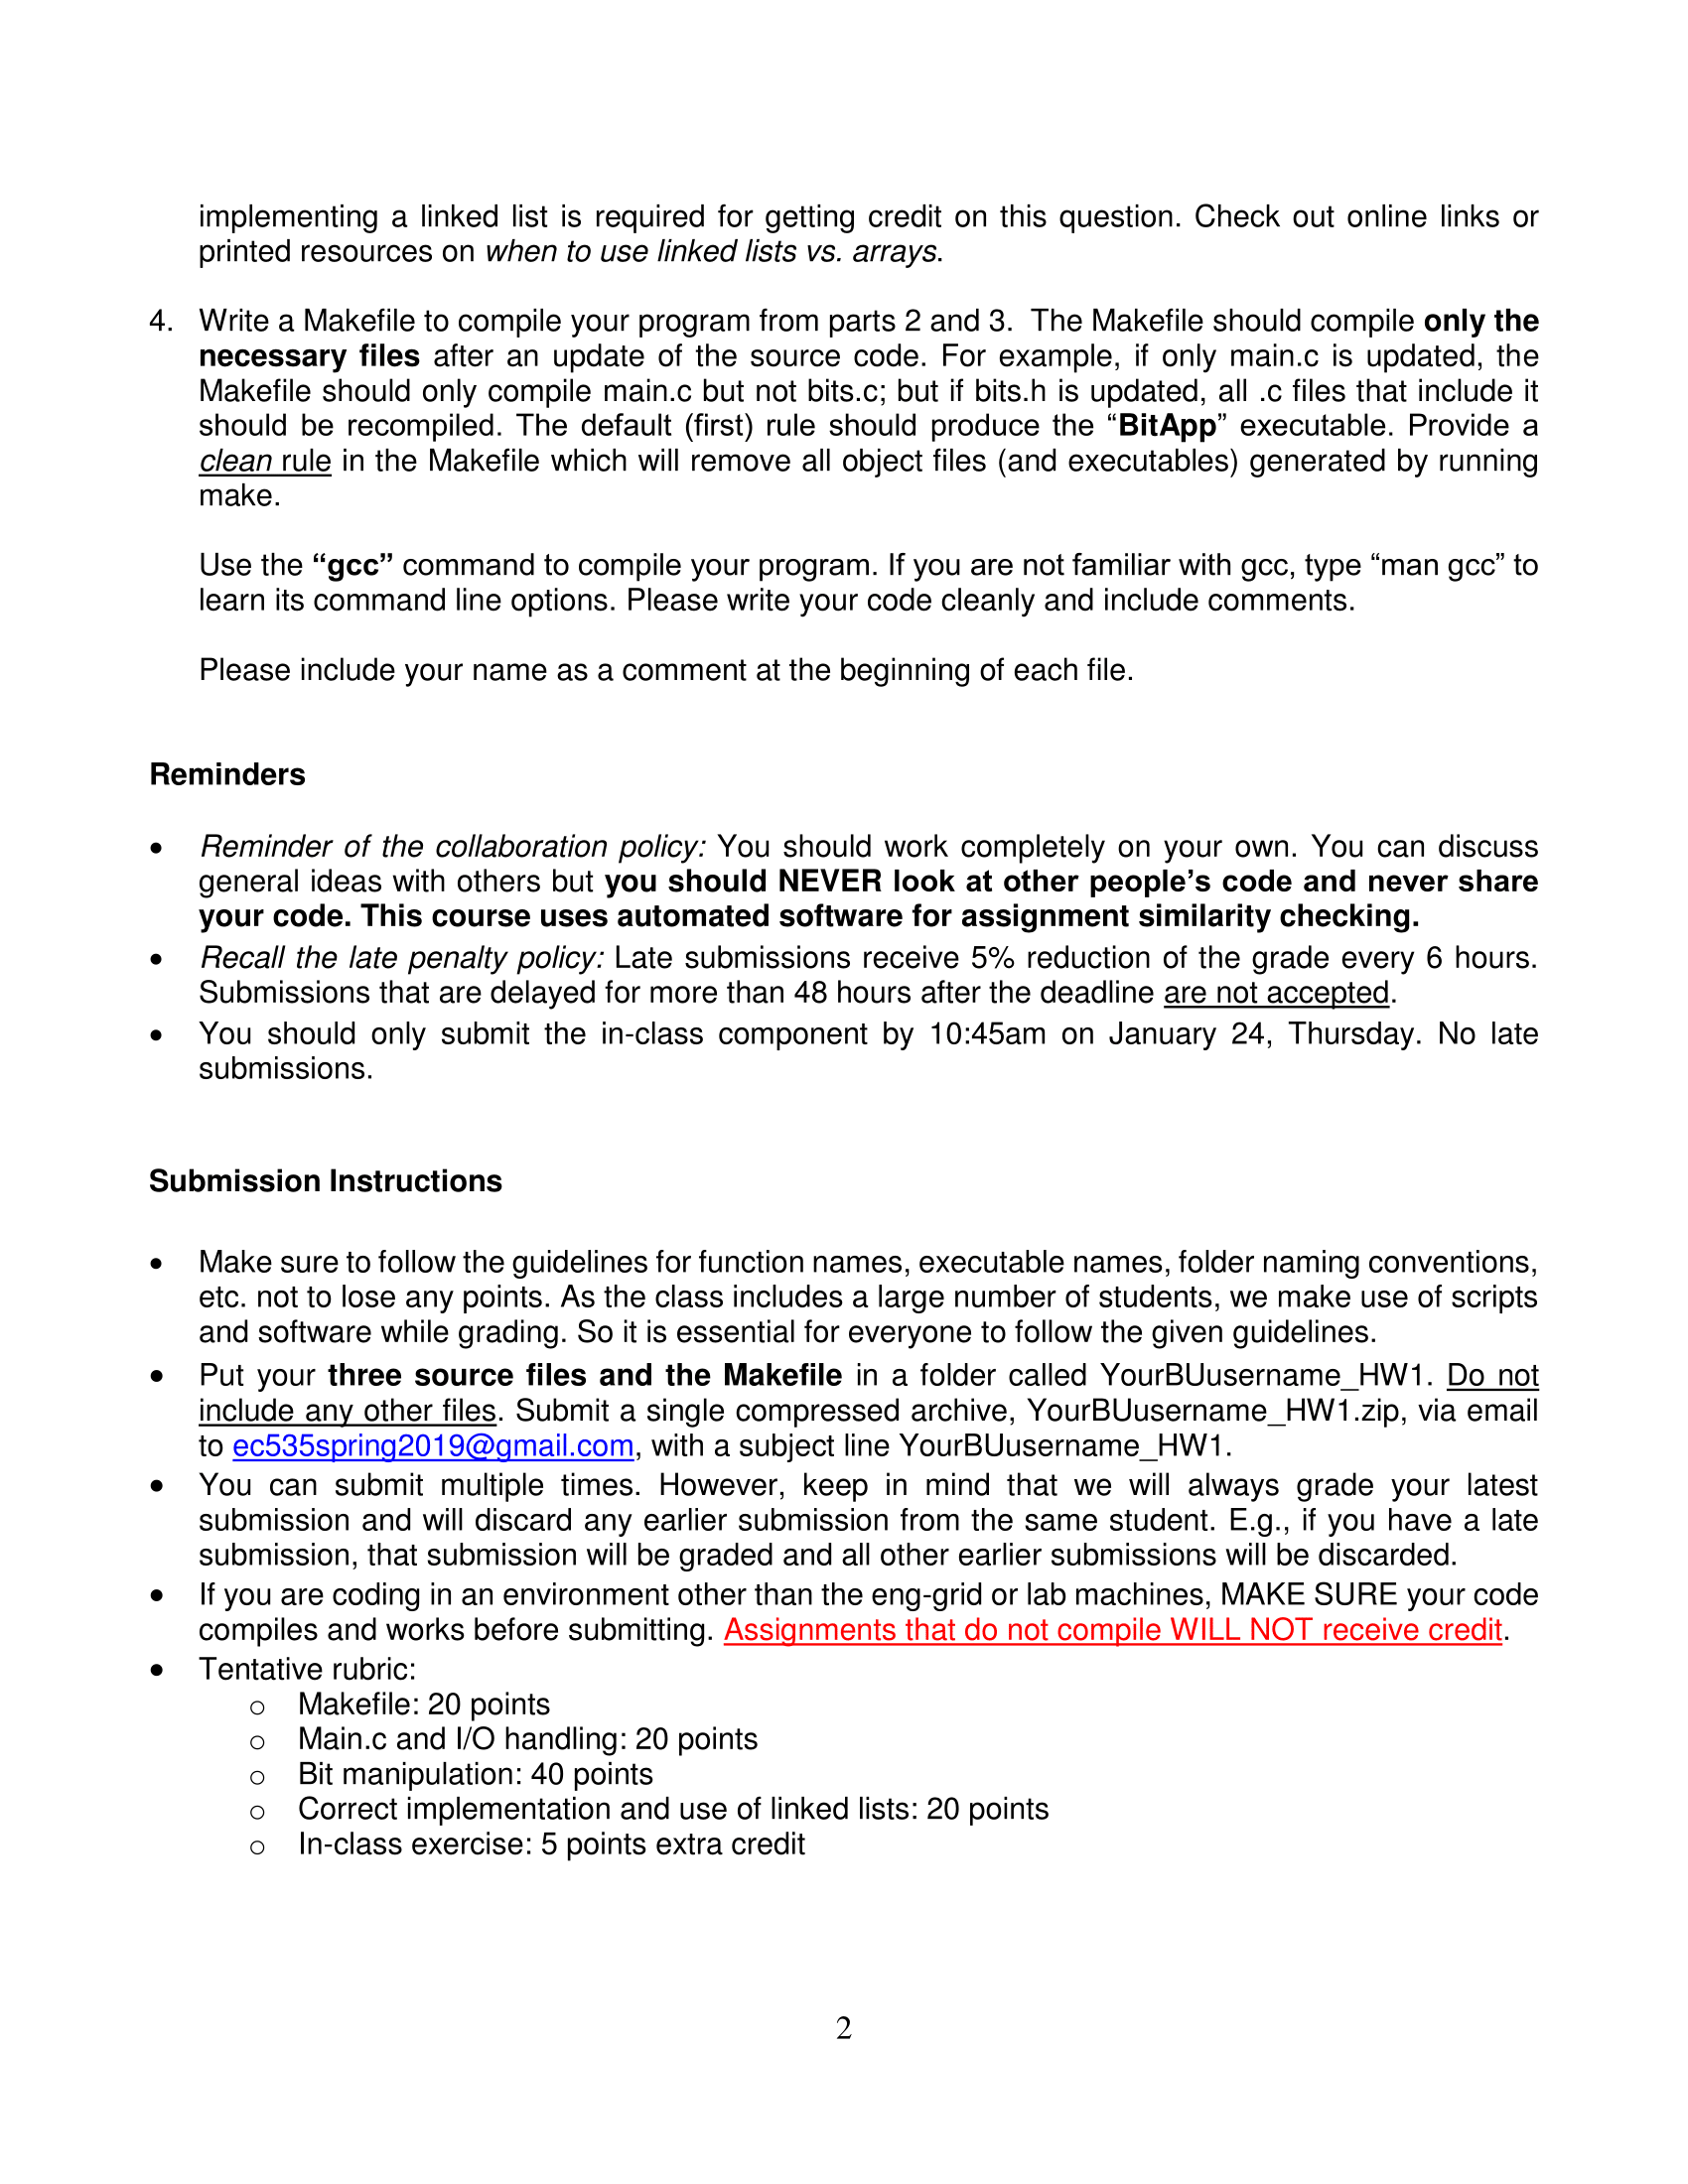 implementing a linked list is required for getting credit on this question. Check out online links or
printed resources on when to use linked lists vs. arrays.
4. Write a Makefile to compile your program from parts 2 and 3. The Makefile should compile only the
necessary files after an update of the source code. For example, if only main.c is updated, the
Makefile should only compile main.c but not bits.c; but if bits.h is updated, all .c files that include it
should be recompiled. The default (first) rule should produce the “BitApp” executable. Provide a
clean rule in the Makefile which will remove all object files (and executables) generated by running
make.
Use the “gcc” command to compile your program. If you are not familiar with gcc, type “man gcc” to
learn its command line options. Please write your code cleanly and include comments.
Please include your name as a comment at the beginning of each file.
Reminders
• Reminder of the collaboration policy: You should work completely on your own. You can discuss
general ideas with others but you should NEVER look at other people’s code and never share
your code. This course uses automated software for assignment similarity checking.
• Recall the late penalty policy: Late submissions receive 5% reduction of the grade every 6 hours.
Submissions that are delayed for more than 48 hours after the deadline are not accepted.
• You should only submit the in-class component by 10:45am on January 24, Thursday. No late
submissions.
Submission Instructions
• Make sure to follow the guidelines for function names, executable names, folder naming conventions,
etc. not to lose any points. As the class includes a large number of students, we make use of scripts
and software while grading. So it is essential for everyone to follow the given guidelines.
• Put your three source files and the Makefile in a folder called YourBUusername_HW1. Do not
include any other files. Submit a single compressed archive, YourBUusername_HW1.zip, via email
to ec535spring2019@gmail.com, with a subject line YourBUusername_HW1.
• You can submit multiple times. However, keep in mind that we will always grade your latest
submission and will discard any earlier submission from the same student. E.g., if you have a late
submission, that submission will be graded and all other earlier submissions will be discarded.
• If you are coding in an environment other than the eng-grid or lab machines, MAKE SURE your code
compiles and works before submitting. Assignments that do not compile WILL NOT receive credit.
• Tentative rubric:
o Makefile: 20 points
o Main.c and I/O handling: 20 points
o Bit manipulation: 40 points
o Correct implementation and use of linked lists: 20 points
o In-class exercise: 5 points extra credit
2